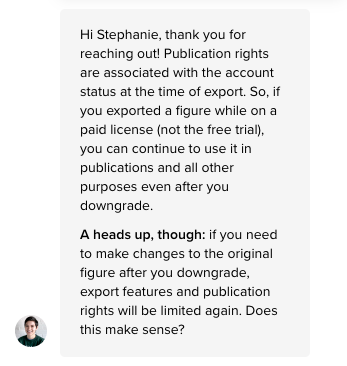 Hi Stephanie, thank you for
reaching out! Publication rights
are associated with the account
status at the time of export. So, if
you exported a figure while on a
paid license (not the free trial),
you can continue to use it in
publications and all other
purposes even after you
downgrade.
A heads up, though: if you need
to make changes to the original
figure after you downgrade,
export features and publication
rights will be limited again. Does
this make sense?